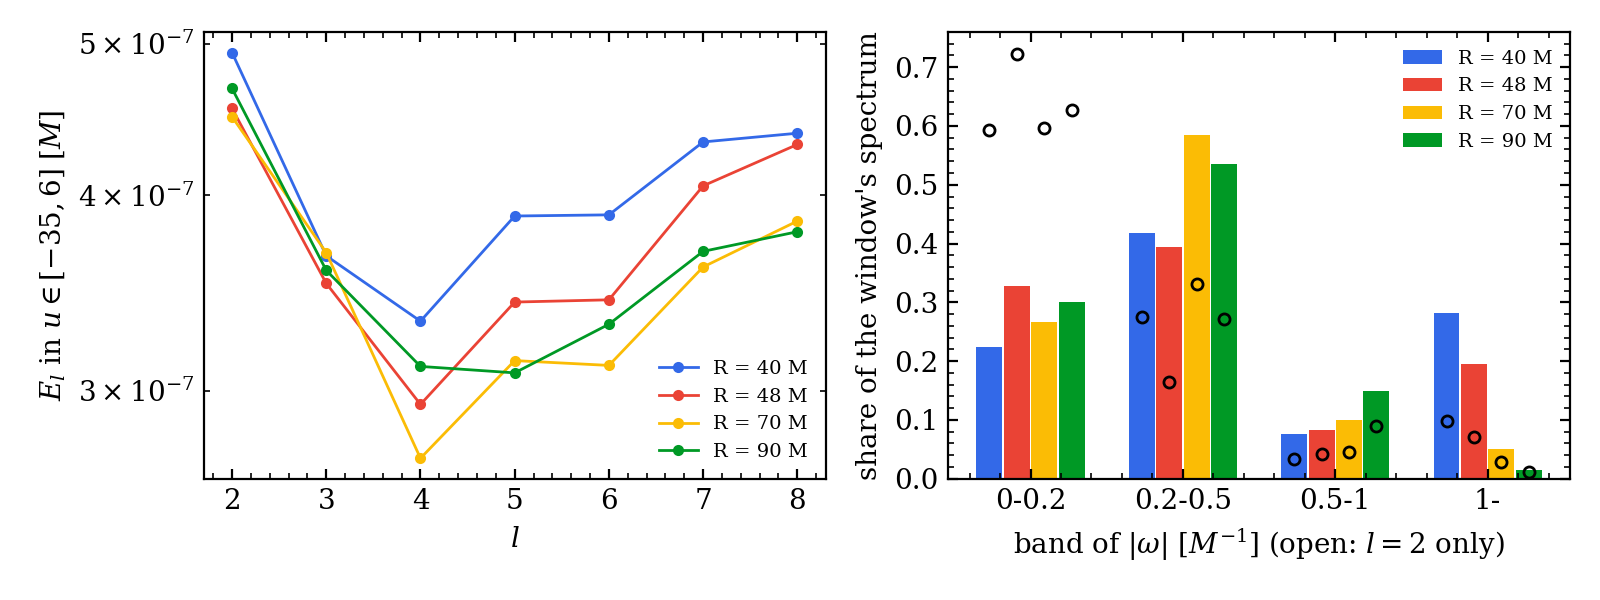 5 × 10⁻⁷
4 × 10⁻⁷
3 × 10⁻⁷
E_l in u ∈ [−35, 6] [M]
2 3 4 5 6 7 8
l
R = 40 M
R = 48 M
R = 70 M
R = 90 M
share of the window's spectrum
0.7
0.6
0.5
0.4
0.3
0.2
0.1
0.0
0-0.2 0.2-0.5 0.5-1 1-
band of |ω| [M⁻¹] (open: l = 2 only)
R = 40 M
R = 48 M
R = 70 M
R = 90 M